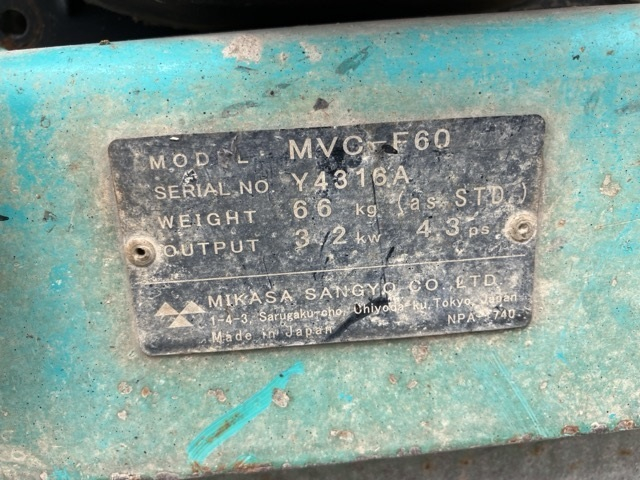 MODEL MVC-F60
SERIAL NO. Y4316A
WEIGHT 66 kg (as STD.)
OUTPUT 3.2 kw 4.3 ps
MIKASA SANGYO CO., LTD.
1-4-3, Sarugaku-cho, Chiyoda-ku, Tokyo, Japan
Made in Japan